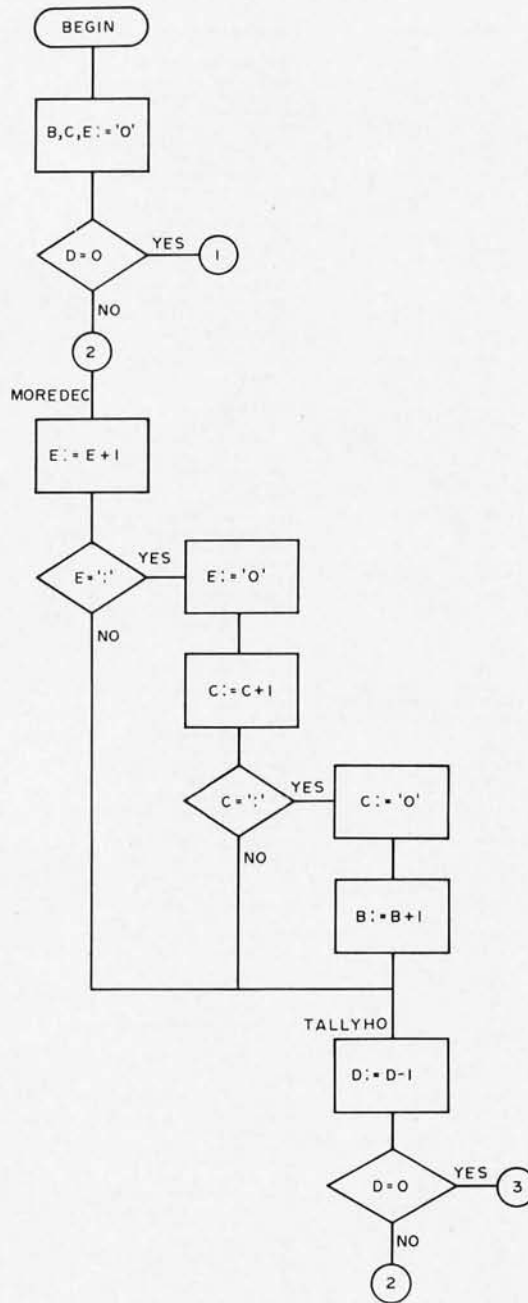 BEGIN
B,C,E:='0'
D=0
YES
1
NO
2
MOREDEC
E:=E+1
E=':'
YES
E:='0'
NO
C:=C+1
C=':'
YES
C:='0'
NO
B:=B+1
TALLYHO
D:=D-1
D=0
YES
3
NO
2